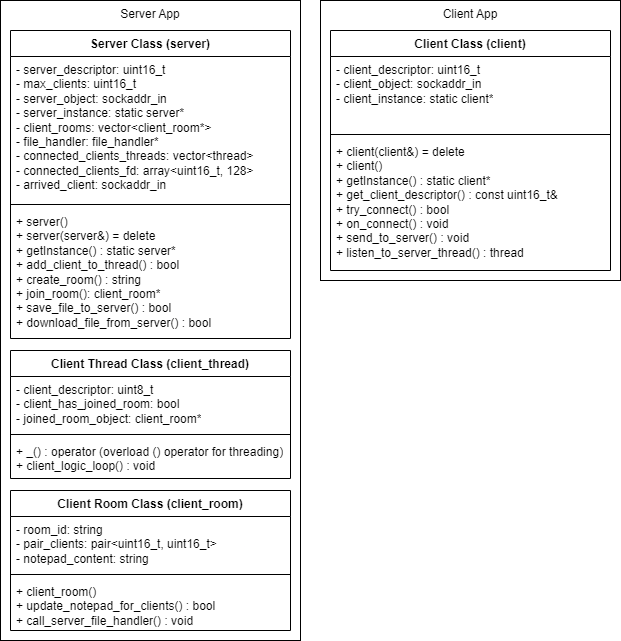 Server App
Server Class (server)
- server_descriptor: uint16_t
- max_clients: uint16_t
- server_object: sockaddr_in
- server_instance: static server*
- client_rooms: vector<client_room*>
- file_handler: file_handler*
- connected_clients_threads: vector<thread>
- connected_clients_fd: array<uint16_t, 128>
- arrived_client: sockaddr_in
+ server()
+ server(server&) = delete
+ getInstance() : static server*
+ add_client_to_thread() : bool
+ create_room() : string
+ join_room(): client_room*
+ save_file_to_server() : bool
+ download_file_from_server() : bool
Client Thread Class (client_thread)
- client_descriptor: uint8_t
- client_has_joined_room: bool
- joined_room_object: client_room*
+ _() : operator (overload () operator for threading)
+ client_logic_loop() : void
Client Room Class (client_room)
- room_id: string
- pair_clients: pair<uint16_t, uint16_t>
- notepad_content: string
+ client_room()
+ update_notepad_for_clients() : bool
+ call_server_file_handler() : void
Client App
Client Class (client)
- client_descriptor: uint16_t
- client_object: sockaddr_in
- client_instance: static client*
+ client(client&) = delete
+ client()
+ getInstance() : static client*
+ get_client_descriptor() : const uint16_t&
+ try_connect() : bool
+ on_connect() : void
+ send_to_server() : void
+ listen_to_server_thread() : thread